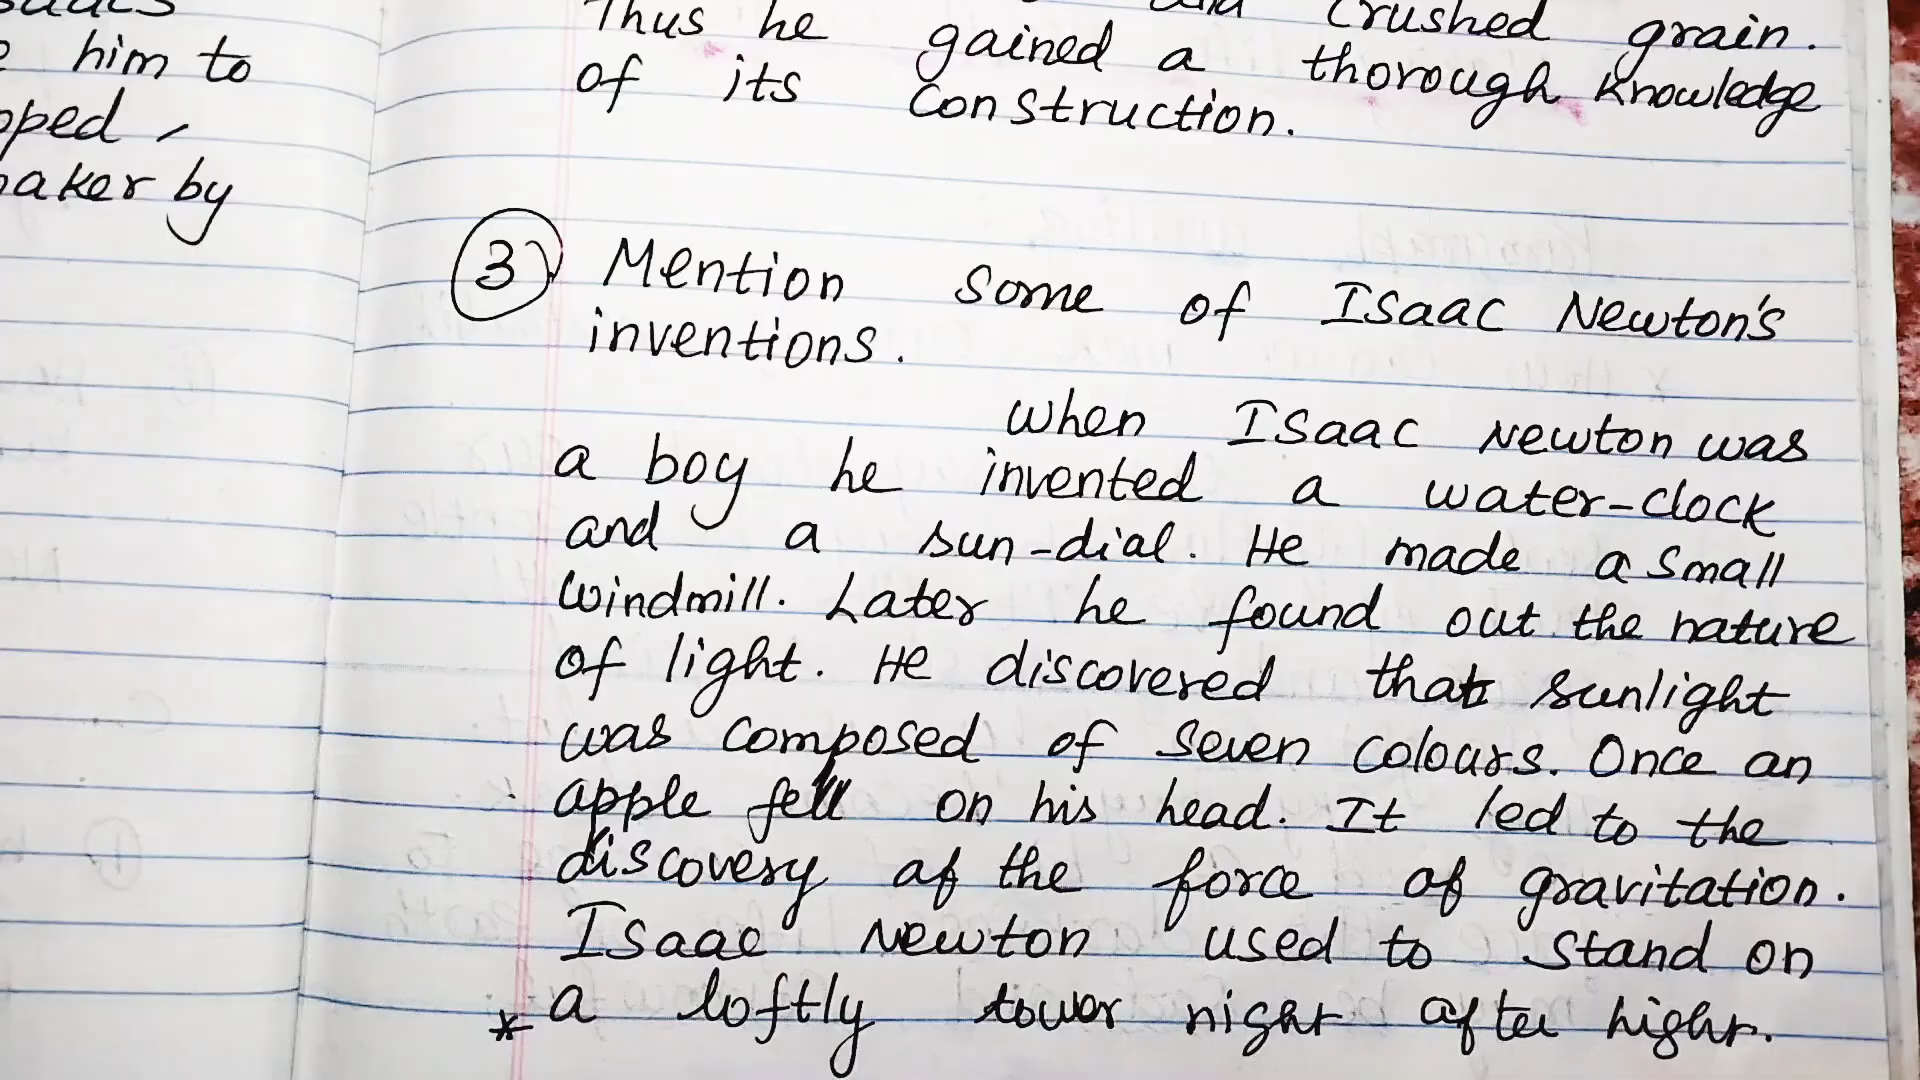 him to
by
and crushed grain.
Thus he gained a thorough knowledge
of its construction.
3) Mention some of Isaac Newton's
inventions.
When Isaac Newton was
a boy he invented a water-clock
and a sun-dial. He made a small
windmill. Later he found out the nature
of light. He discovered that sunlight
was composed of seven colours. Once an
apple fell on his head. It led to the
discovery of the force of gravitation.
Isaac Newton used to stand on
* a loftly tower night after night.